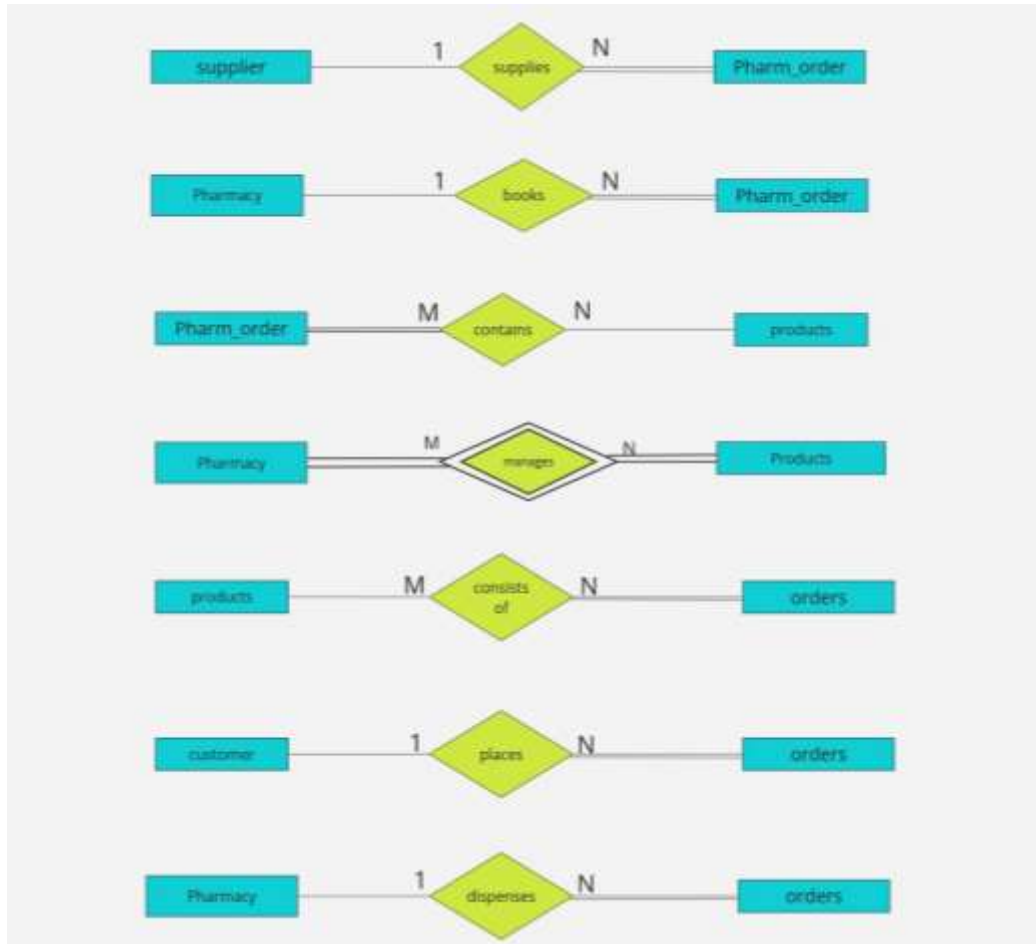 supplier 1 supplies N Pharm_order
Pharmacy 1 books N Pharm_order
Pharm_order M contains N products
Pharmacy M manages N Products
products M consists of N orders
customer 1 places N orders
Pharmacy 1 dispenses N orders